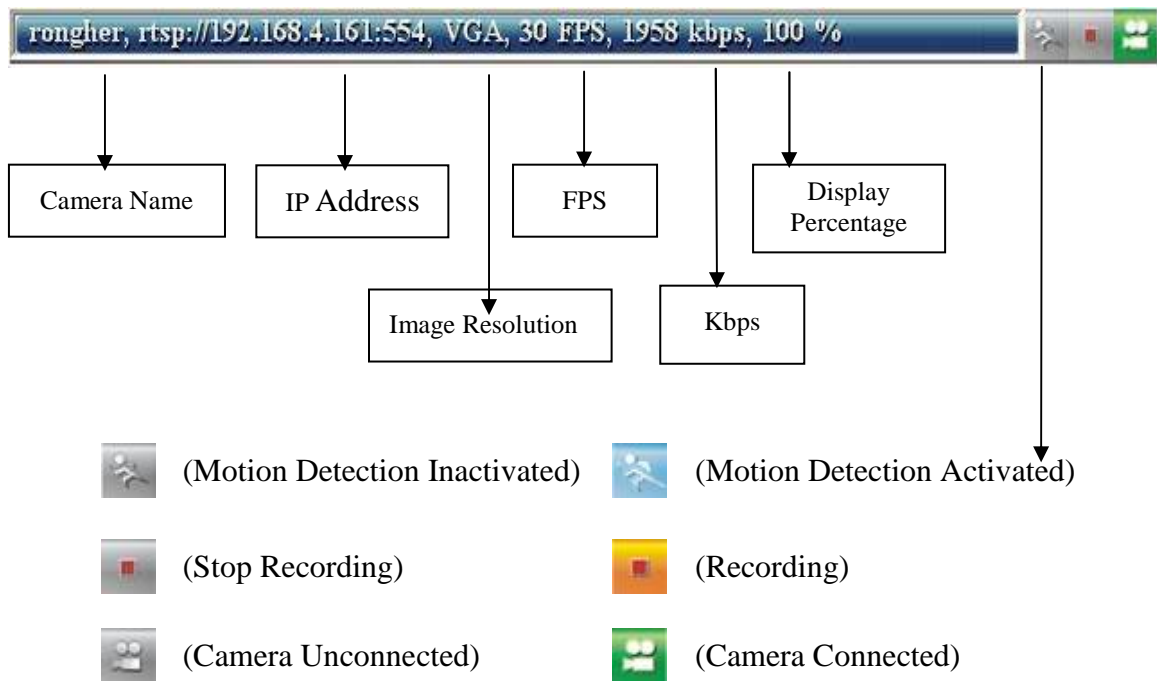 rongher, rtsp://192.168.4.161:554, VGA, 30 FPS, 1958 kbps, 100 %
Camera Name
IP Address
FPS
Display
Percentage
Image Resolution
Kbps
(Motion Detection Inactivated)
(Motion Detection Activated)
(Stop Recording)
(Recording)
(Camera Unconnected)
(Camera Connected)